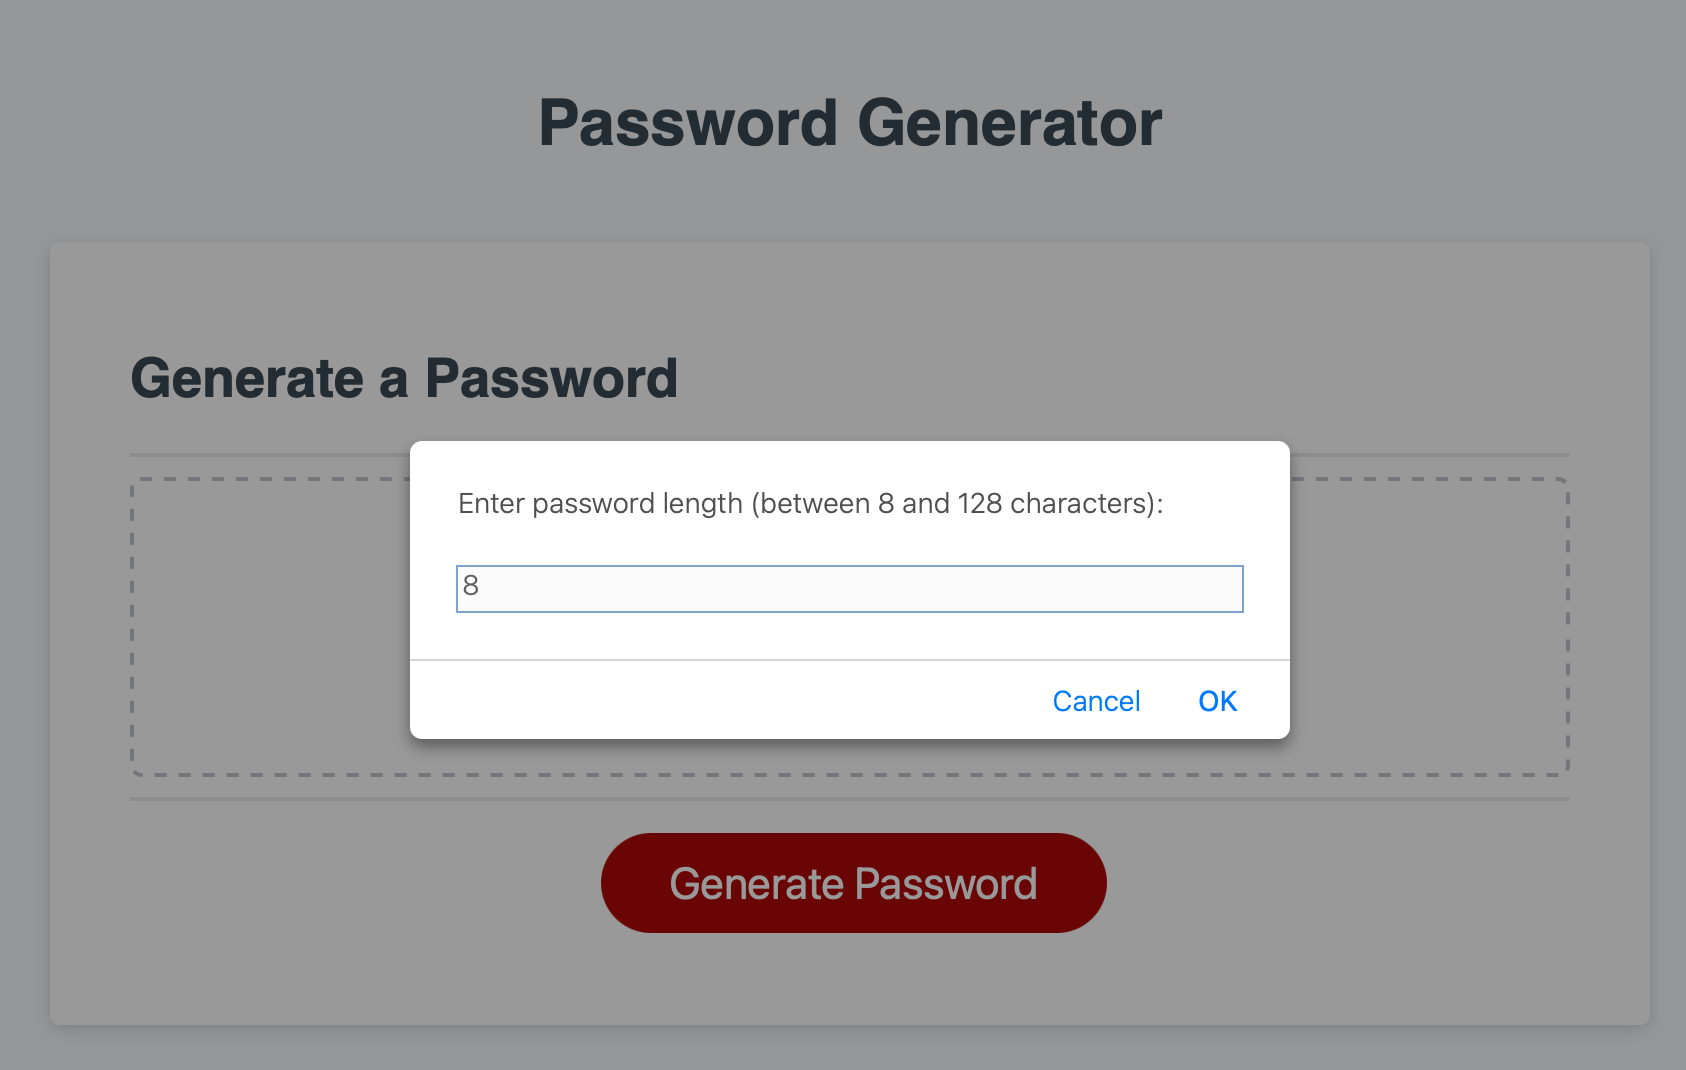 Password Generator
Generate a Password
Enter password length (between 8 and 128 characters):
8
Cancel OK
Generate Password